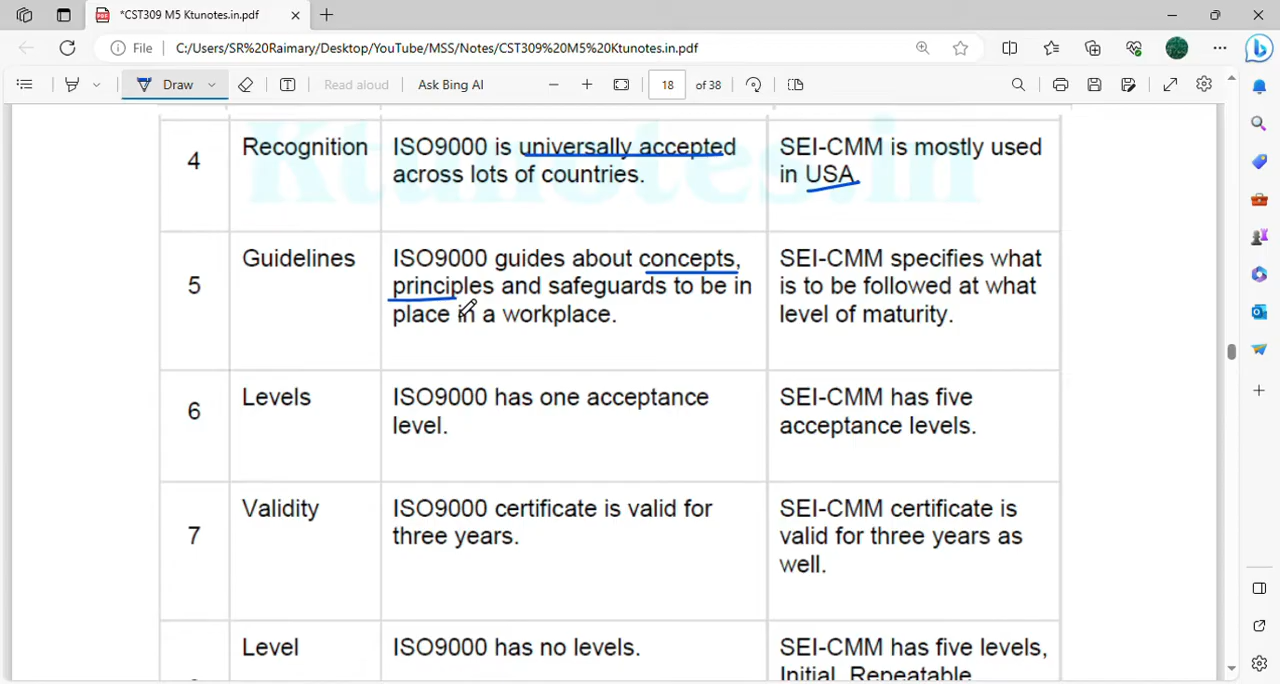 *CST309 M5 Ktunotes.in.pdf
File
C:/Users/SR%20Raimary/Desktop/YouTube/MSS/Notes/CST309%20M5%20Ktunotes.in.pdf
Draw
Read aloud
Ask Bing AI
18 of 38
Ktunotes.in
4 Recognition ISO9000 is universally accepted SEI-CMM is mostly used
across lots of countries. in USA.
5 Guidelines ISO9000 guides about concepts, SEI-CMM specifies what
principles and safeguards to be in is to be followed at what
place in a workplace. level of maturity.
6 Levels ISO9000 has one acceptance SEI-CMM has five
level. acceptance levels.
7 Validity ISO9000 certificate is valid for SEI-CMM certificate is
three years. valid for three years as
well.
Level ISO9000 has no levels. SEI-CMM has five levels,
Initial, Repeatable